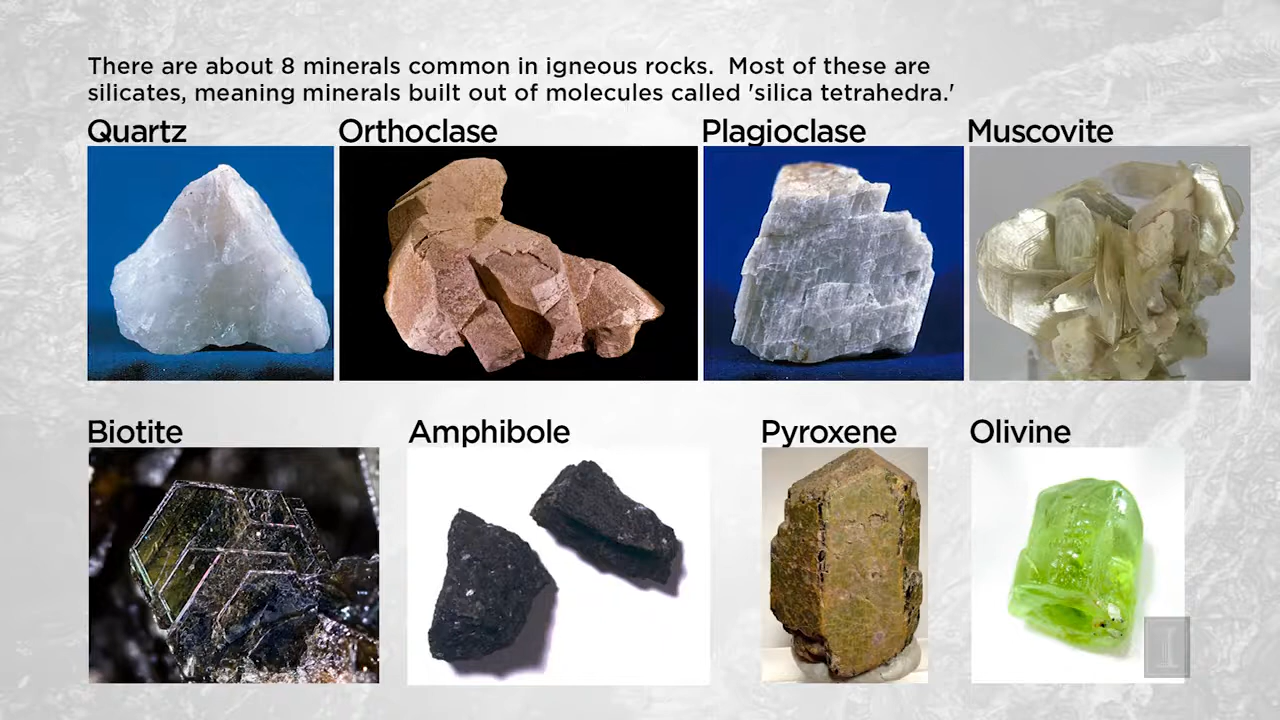 There are about 8 minerals common in igneous rocks.  Most of these are
silicates, meaning minerals built out of molecules called 'silica tetrahedra.'
Quartz
Orthoclase
Plagioclase
Muscovite
Biotite
Amphibole
Pyroxene
Olivine